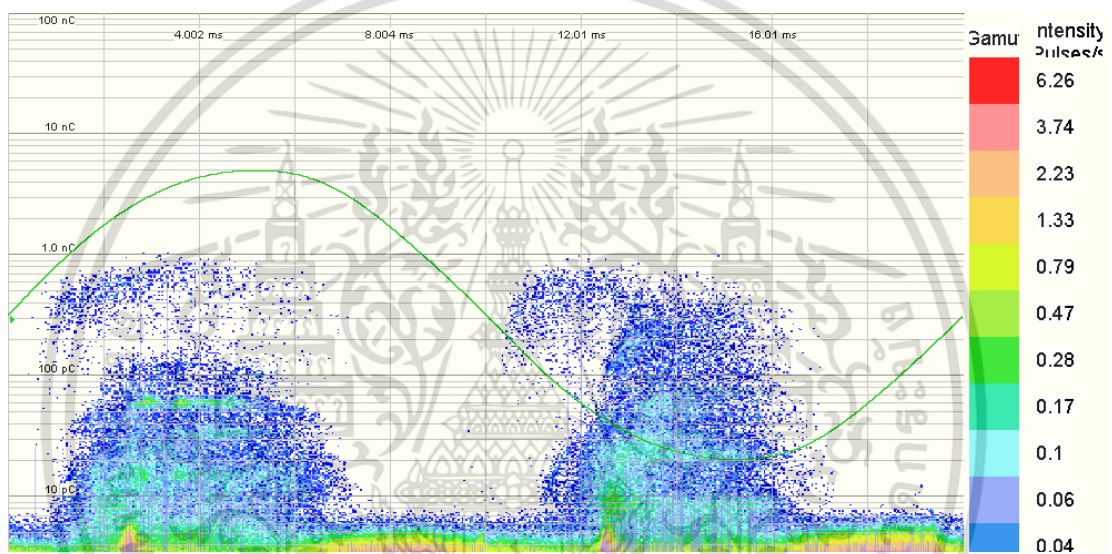 100 nC
4.002 ms
8.004 ms
12.01 ms
16.01 ms
10 nC
1.0 nC
100 pC
10 pC
Gamu
ntensity
Pulses/s
6.26
3.74
2.23
1.33
0.79
0.47
0.28
0.17
0.1
0.06
0.04